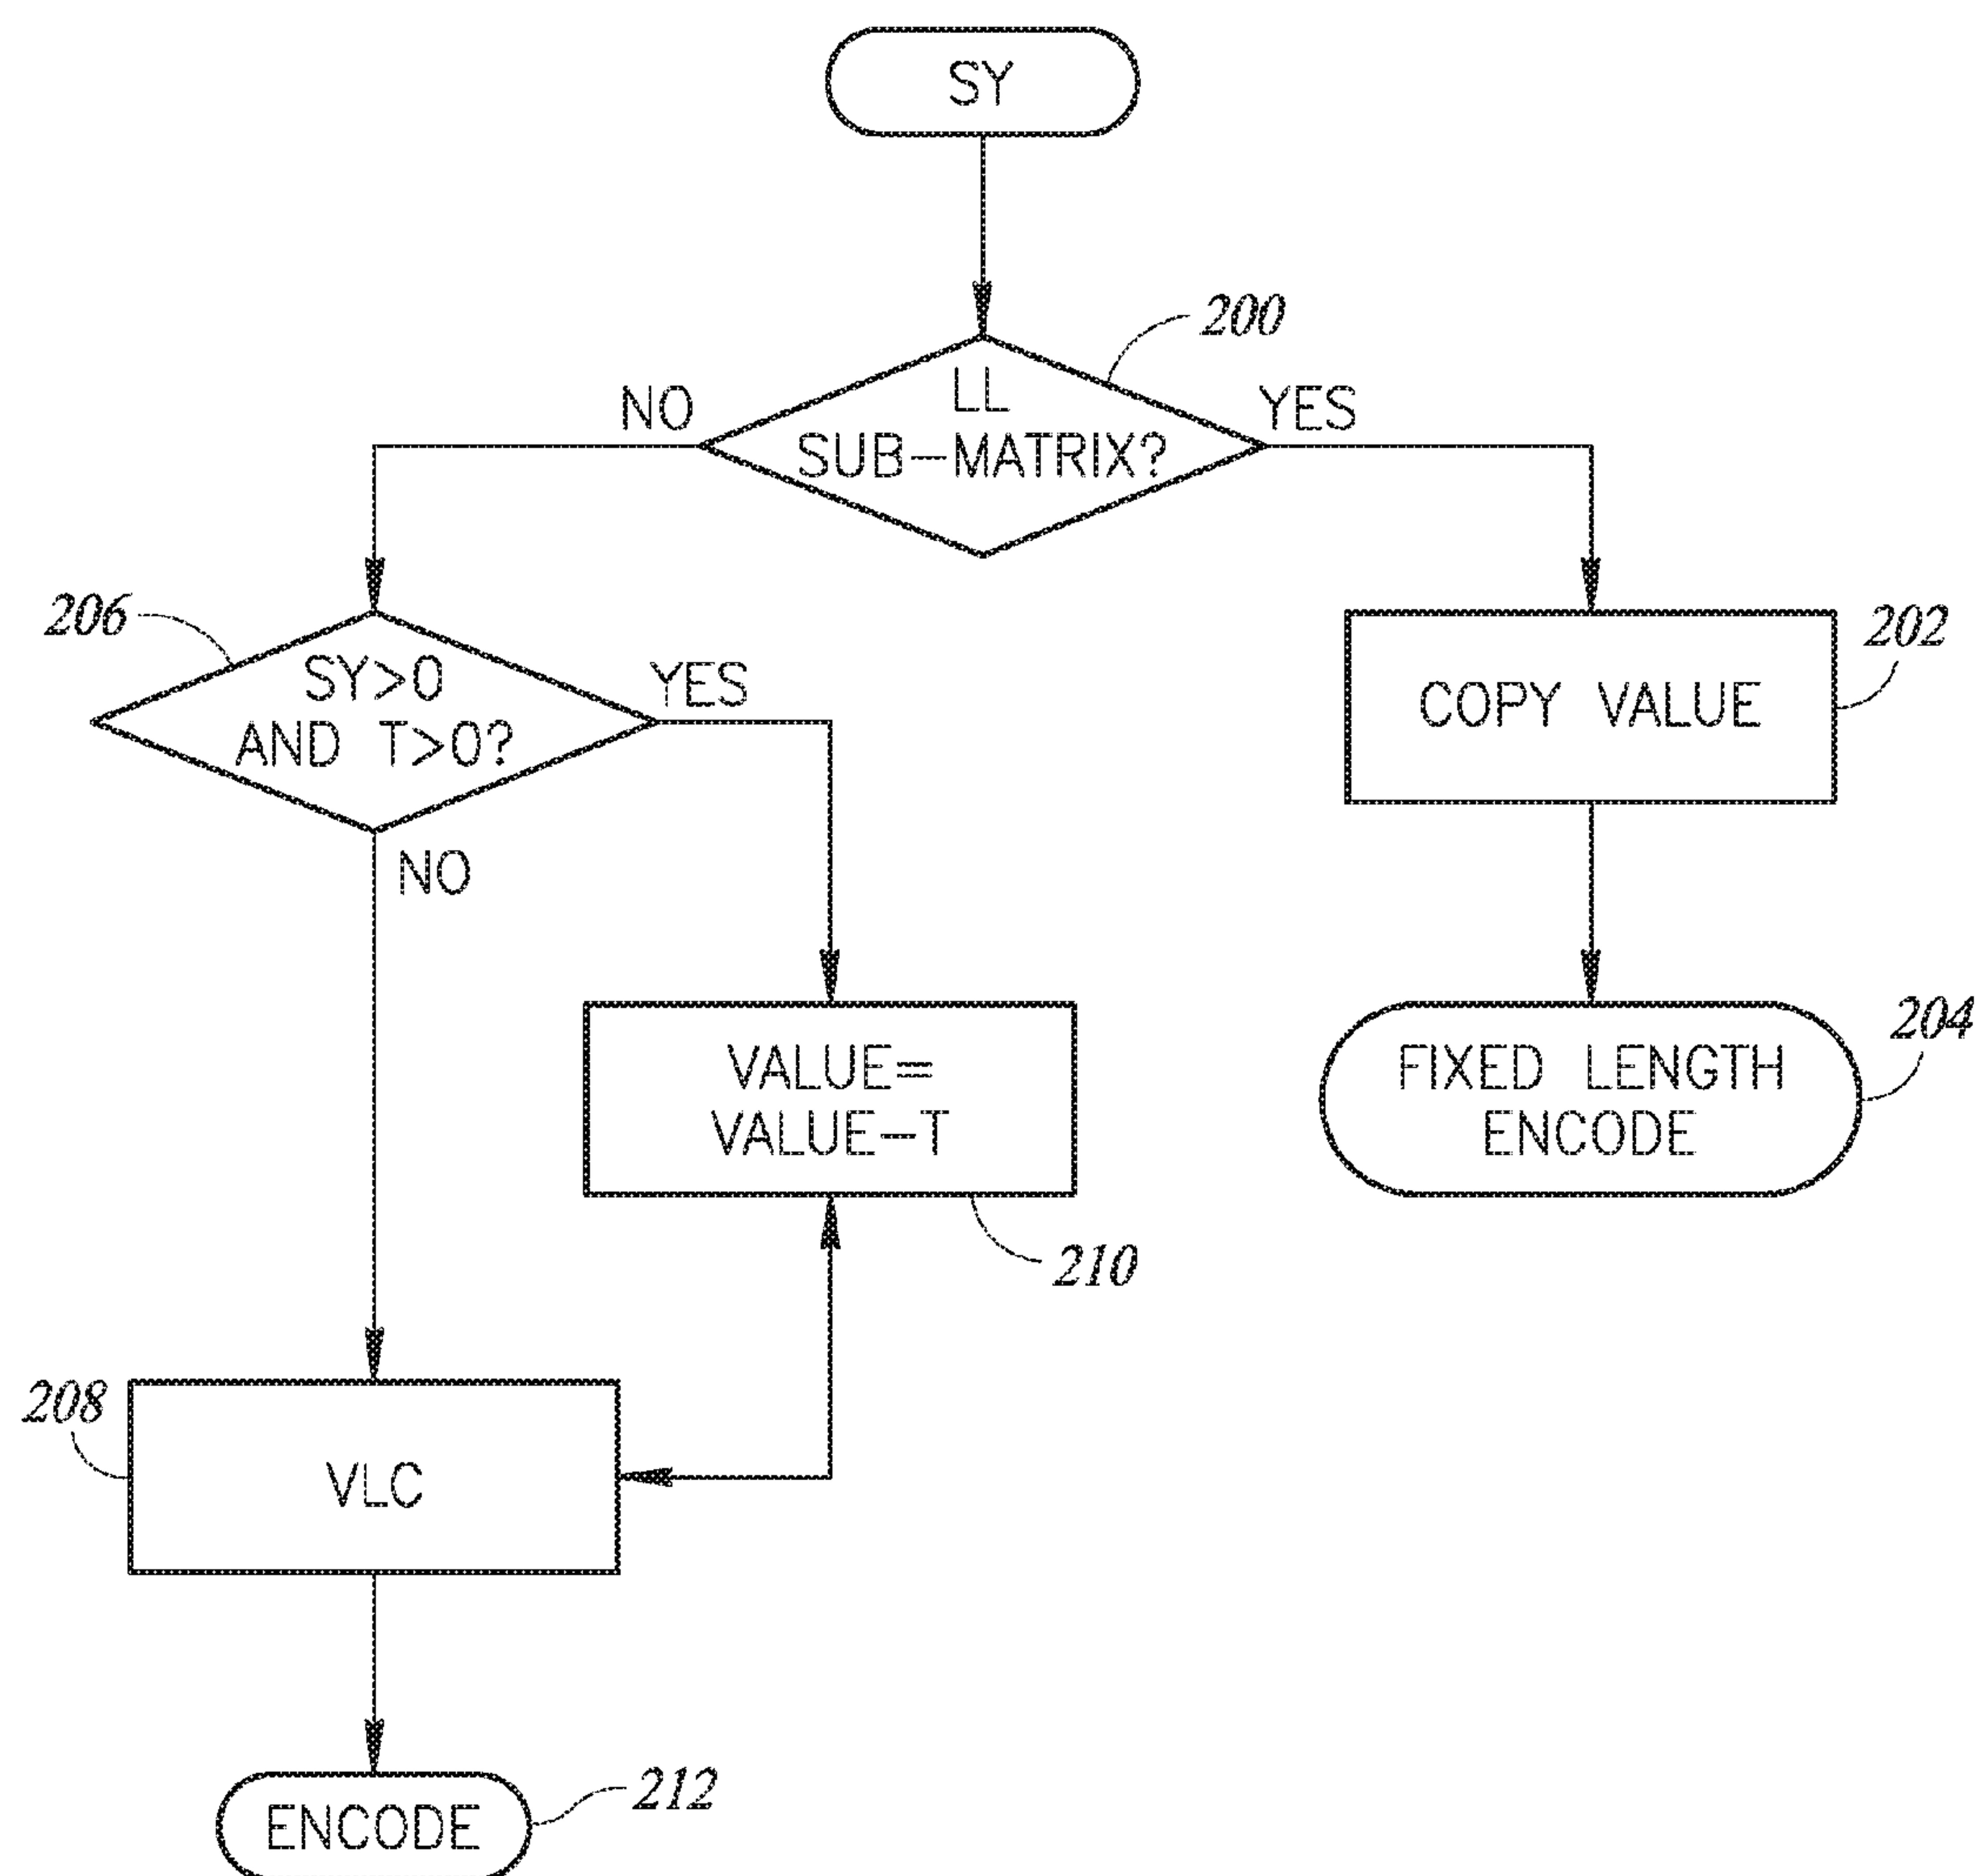 SY
200
LL
NO
YES
SUB-MATRIX?
206
SY>0
YES
202
AND T>0?
COPY VALUE
NO
204
VALUE=
FIXED LENGTH
VALUE-T
ENCODE
210
208
VLC
212
ENCODE